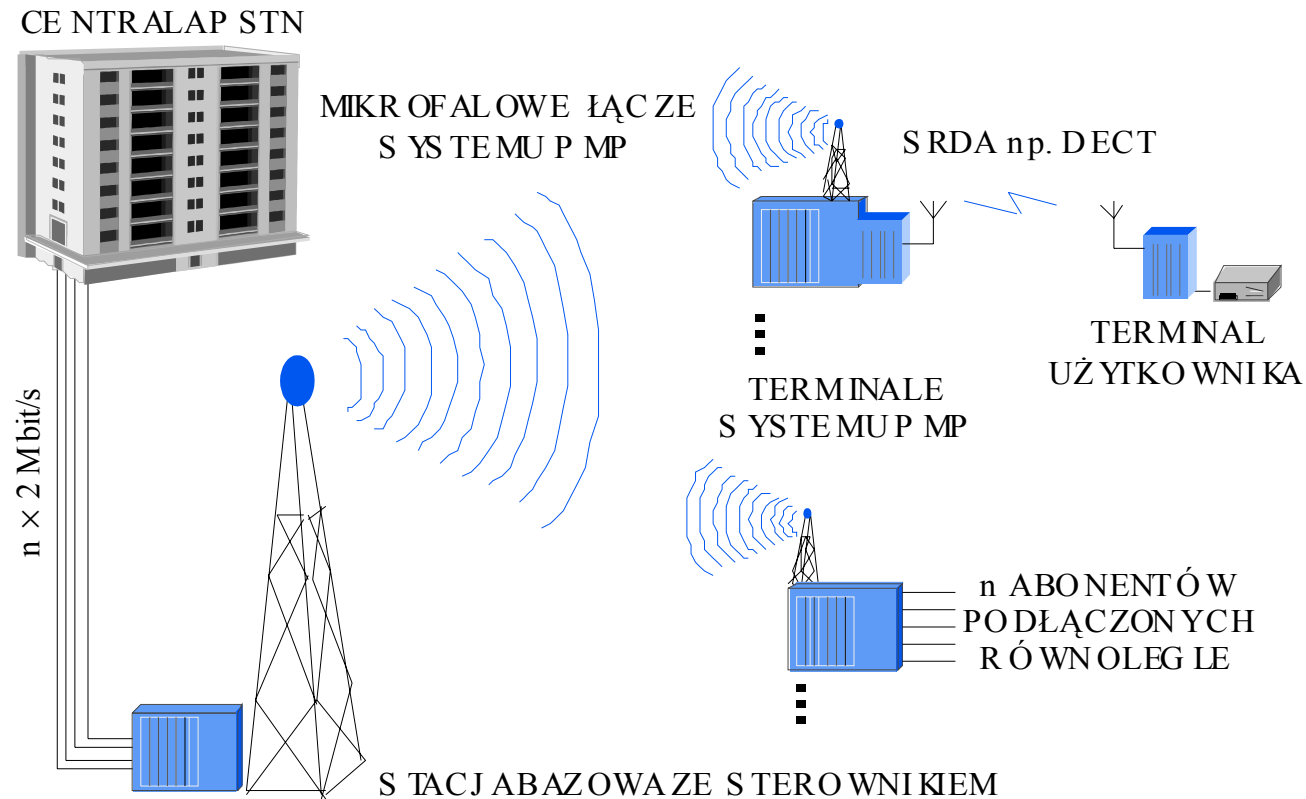 CENTRALA PSTN
MIKROFALOWE ŁĄCZE
SYSTEMU PMP
SRDA np. DECT
TERMINAL
UŻYTKOWNIKA
TERMINALE
SYSTEMU PMP
n × 2 Mbit/s
n ABONENTÓW
PODŁĄCZONYCH
RÓWNOLEGLE
STACJA BAZOWA ZE STEROWNIKIEM